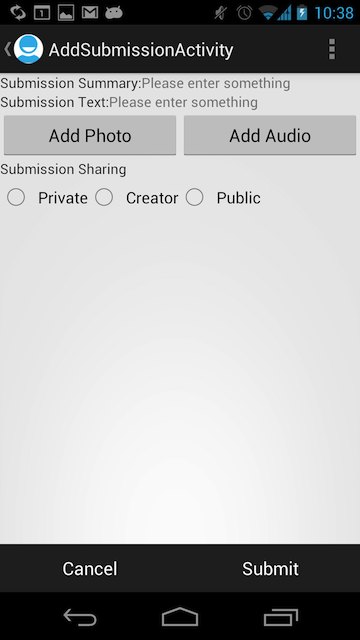 1
10:38
AddSubmissionActivity
Submission Summary:Please enter something
Submission Text:Please enter something
Add Photo Add Audio
Submission Sharing
Private Creator Public
Cancel Submit